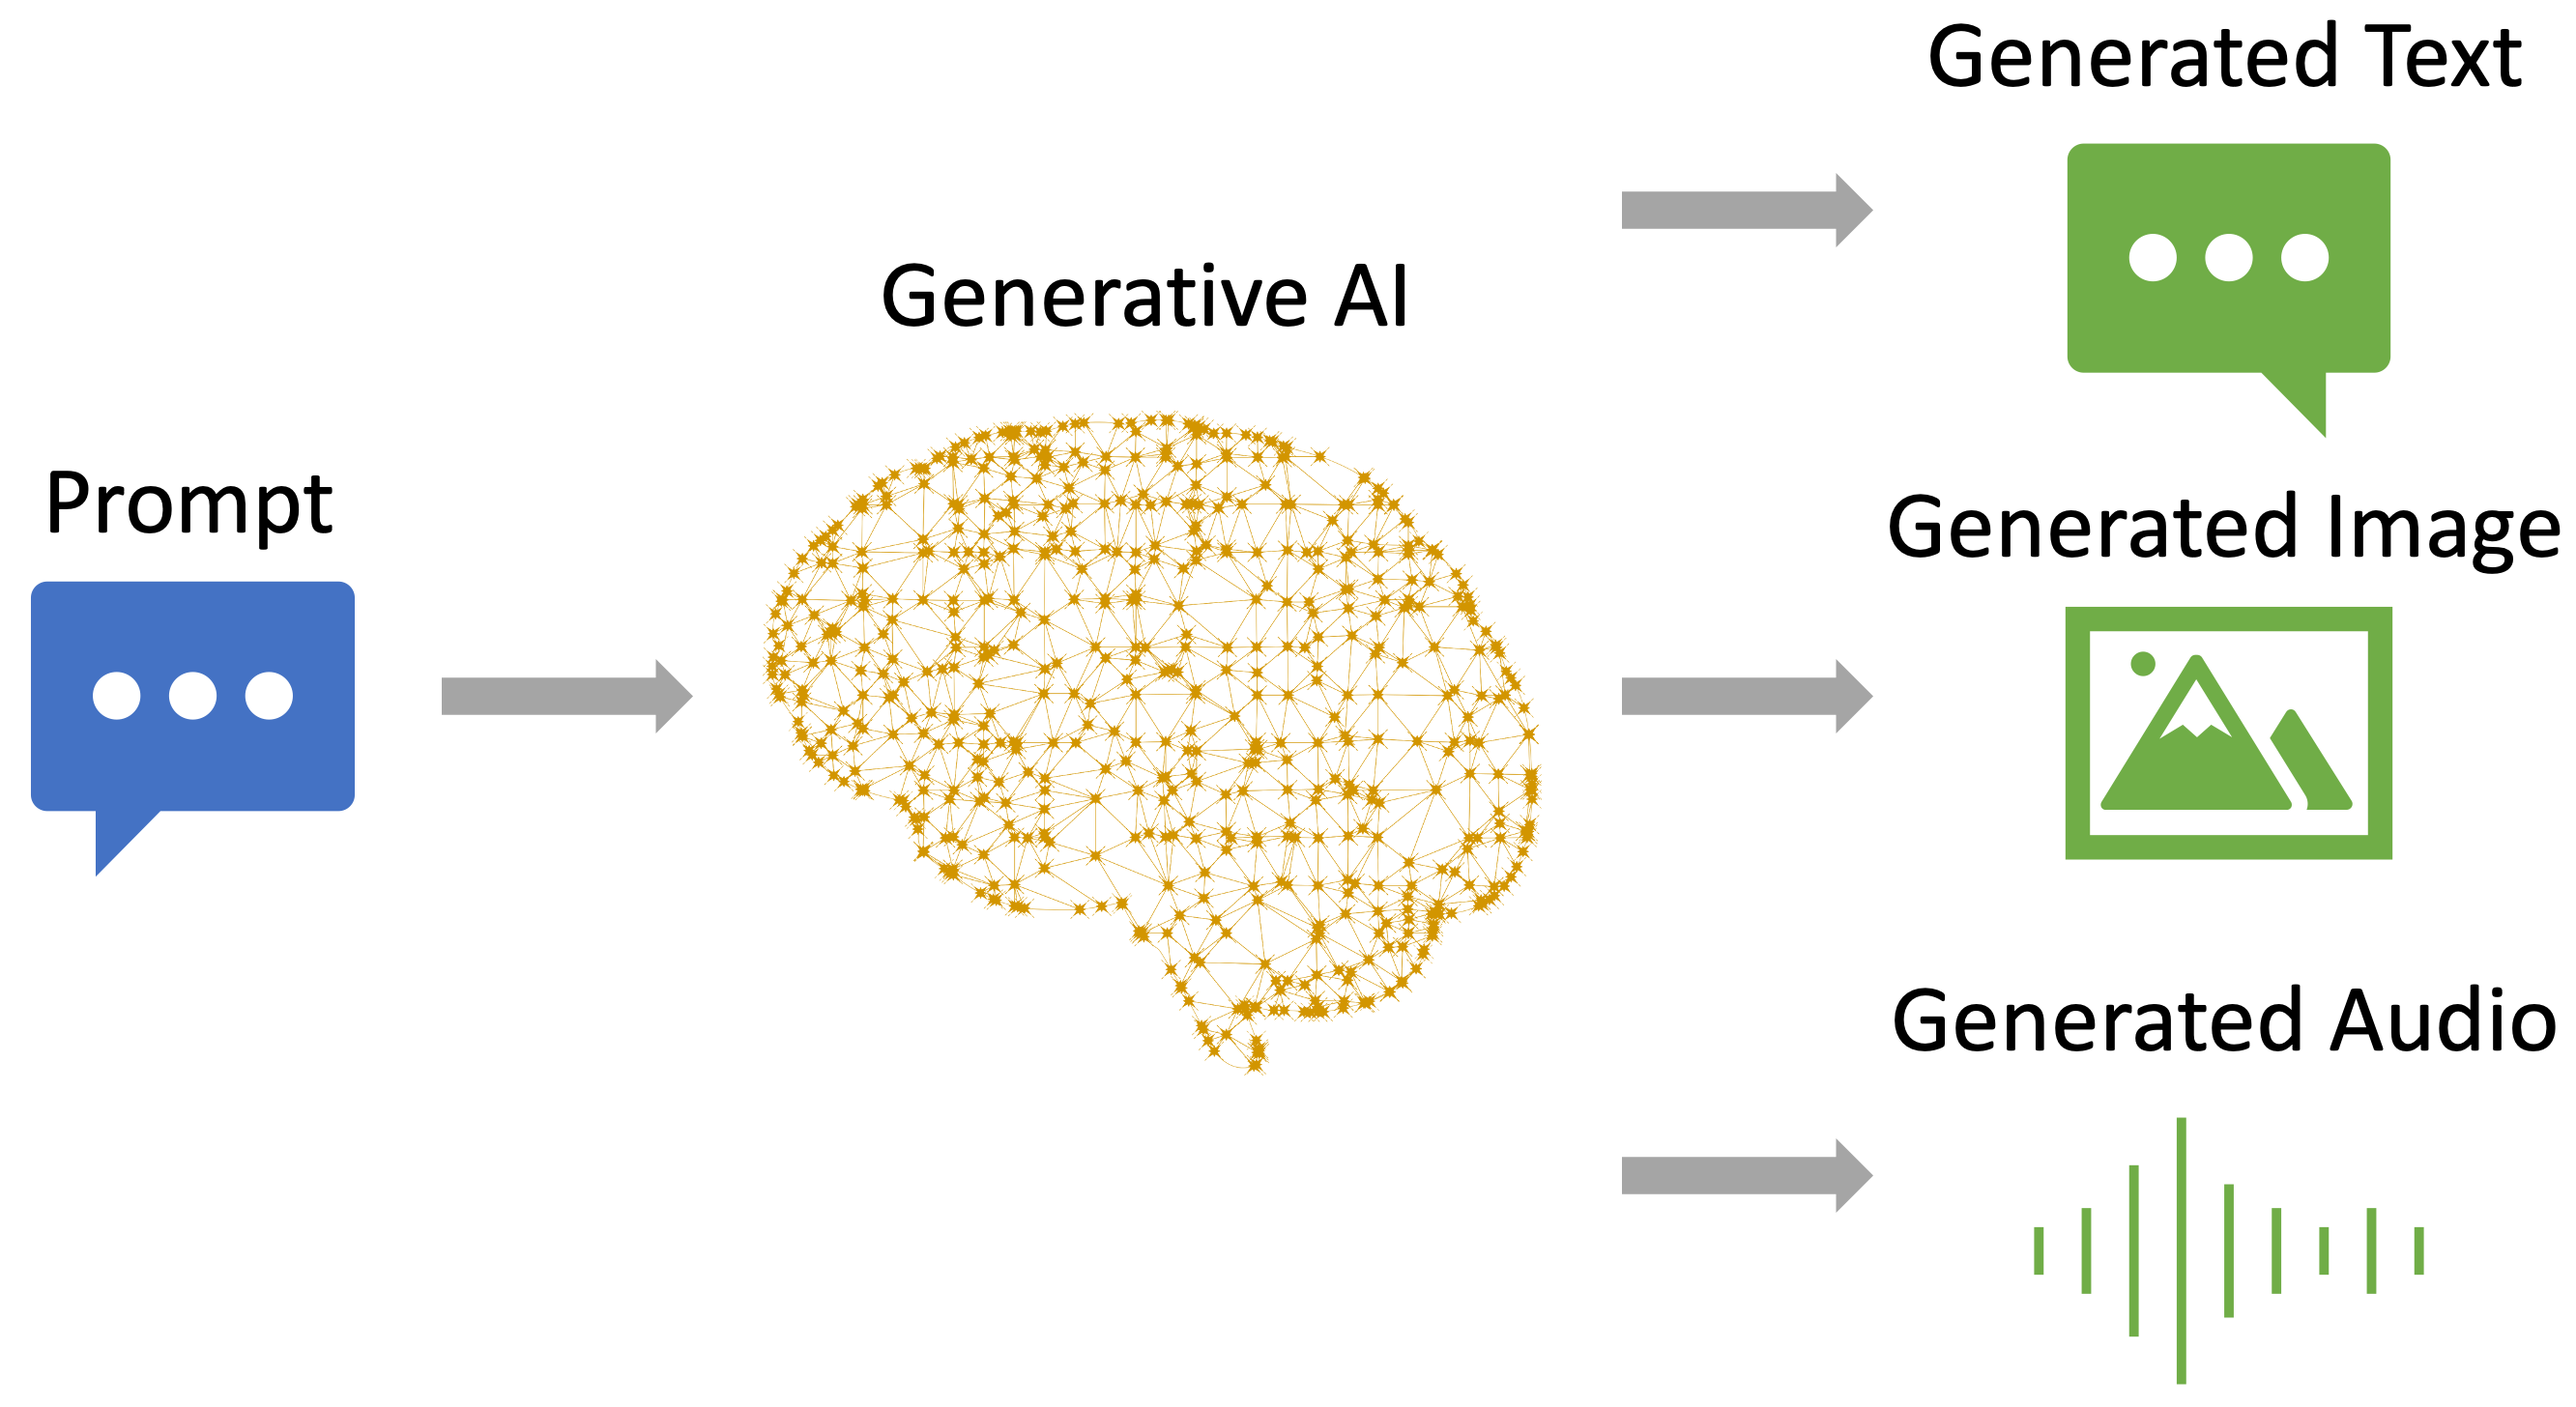 Prompt
Generative AI
Generated Text
Generated Image
Generated Audio